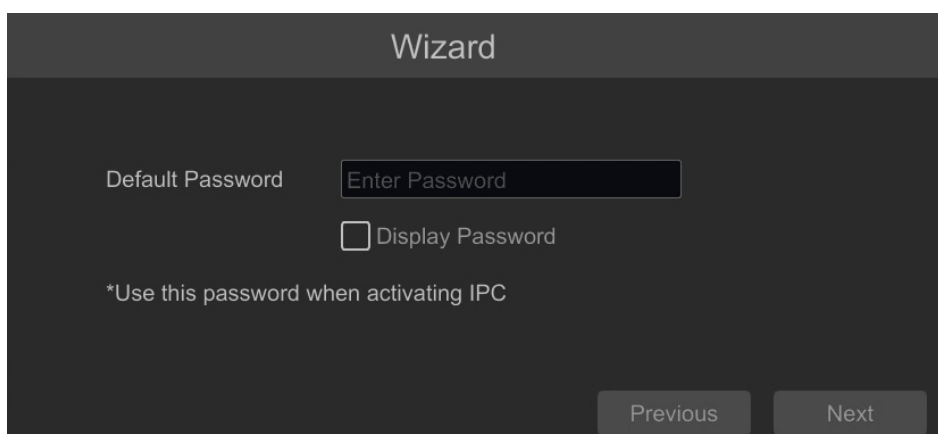 Wizard
Default Password
Enter Password
Display Password
*Use this password when activating IPC
Previous
Next